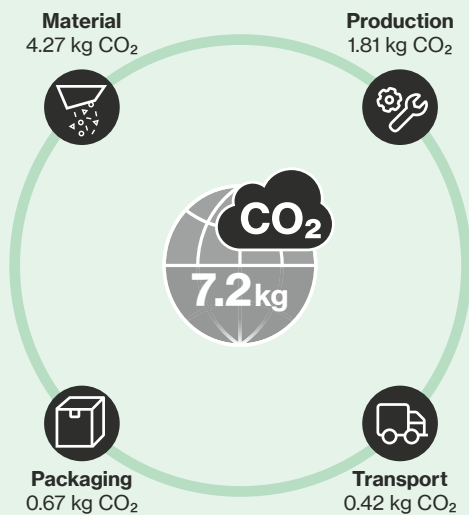 Material
4.27 kg CO₂
Production
1.81 kg CO₂
CO₂
7.2kg
Packaging
0.67 kg CO₂
Transport
0.42 kg CO₂